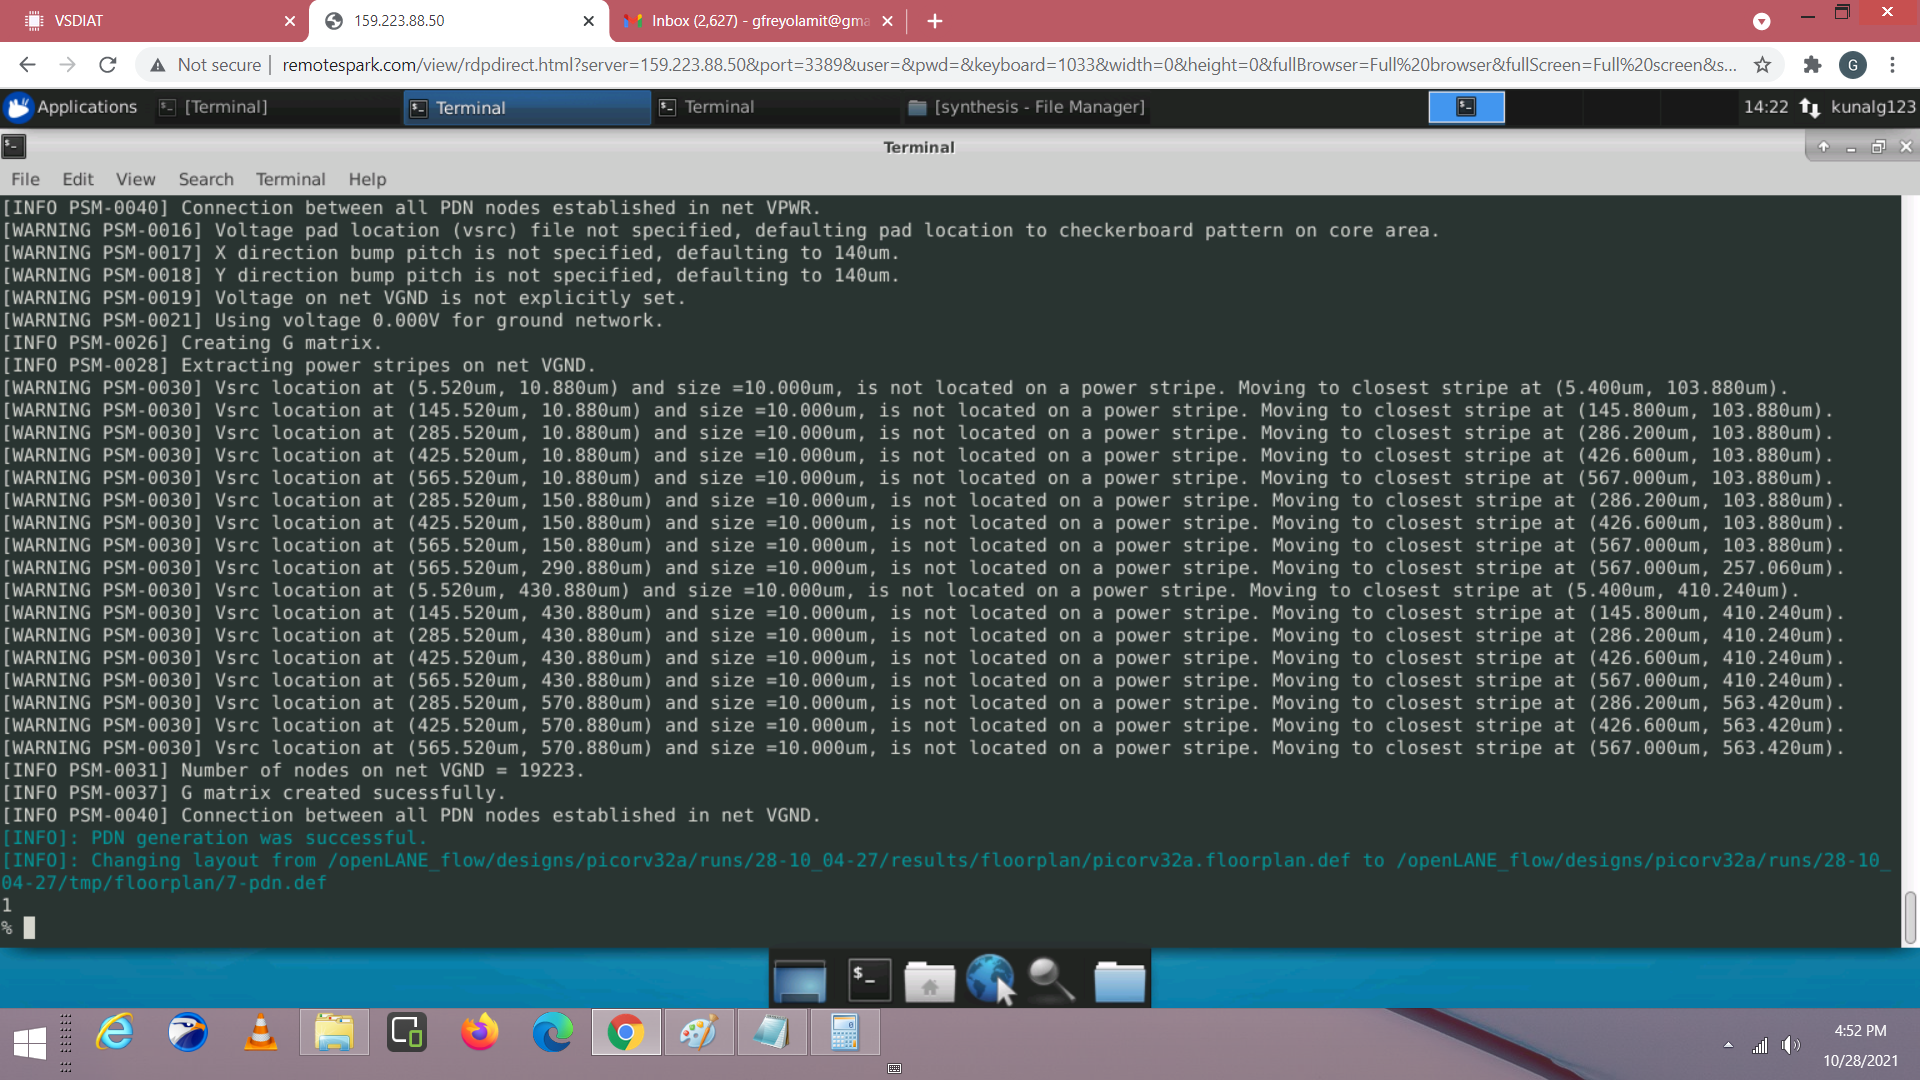 VSDIAT
159.223.88.50
Inbox (2,627) - gfreyolamit@gma
Not secure
remotespark.com/view/rdpdirect.html?server=159.223.88.50&port=3389&user=&pwd=&keyboard=1033&width=0&height=0&fullBrowser=Full%20browser&fullScreen=Full%20screen&s...
G
Applications
[Terminal]
Terminal
Terminal
[synthesis - File Manager]
14:22
kunalg123
Terminal
File Edit View Search Terminal Help
[INFO PSM-0040] Connection between all PDN nodes established in net VPWR.
[WARNING PSM-0016] Voltage pad location (vsrc) file not specified, defaulting pad location to checkerboard pattern on core area.
[WARNING PSM-0017] X direction bump pitch is not specified, defaulting to 140um.
[WARNING PSM-0018] Y direction bump pitch is not specified, defaulting to 140um.
[WARNING PSM-0019] Voltage on net VGND is not explicitly set.
[WARNING PSM-0021] Using voltage 0.000V for ground network.
[INFO PSM-0026] Creating G matrix.
[INFO PSM-0028] Extracting power stripes on net VGND.
[WARNING PSM-0030] Vsrc location at (5.520um, 10.880um) and size =10.000um, is not located on a power stripe. Moving to closest stripe at (5.400um, 103.880um).
[WARNING PSM-0030] Vsrc location at (145.520um, 10.880um) and size =10.000um, is not located on a power stripe. Moving to closest stripe at (145.800um, 103.880um).
[WARNING PSM-0030] Vsrc location at (285.520um, 10.880um) and size =10.000um, is not located on a power stripe. Moving to closest stripe at (286.200um, 103.880um).
[WARNING PSM-0030] Vsrc location at (425.520um, 10.880um) and size =10.000um, is not located on a power stripe. Moving to closest stripe at (426.600um, 103.880um).
[WARNING PSM-0030] Vsrc location at (565.520um, 10.880um) and size =10.000um, is not located on a power stripe. Moving to closest stripe at (567.000um, 103.880um).
[WARNING PSM-0030] Vsrc location at (285.520um, 150.880um) and size =10.000um, is not located on a power stripe. Moving to closest stripe at (286.200um, 103.880um).
[WARNING PSM-0030] Vsrc location at (425.520um, 150.880um) and size =10.000um, is not located on a power stripe. Moving to closest stripe at (426.600um, 103.880um).
[WARNING PSM-0030] Vsrc location at (565.520um, 150.880um) and size =10.000um, is not located on a power stripe. Moving to closest stripe at (567.000um, 103.880um).
[WARNING PSM-0030] Vsrc location at (565.520um, 290.880um) and size =10.000um, is not located on a power stripe. Moving to closest stripe at (567.000um, 257.060um).
[WARNING PSM-0030] Vsrc location at (5.520um, 430.880um) and size =10.000um, is not located on a power stripe. Moving to closest stripe at (5.400um, 410.240um).
[WARNING PSM-0030] Vsrc location at (145.520um, 430.880um) and size =10.000um, is not located on a power stripe. Moving to closest stripe at (145.800um, 410.240um).
[WARNING PSM-0030] Vsrc location at (285.520um, 430.880um) and size =10.000um, is not located on a power stripe. Moving to closest stripe at (286.200um, 410.240um).
[WARNING PSM-0030] Vsrc location at (425.520um, 430.880um) and size =10.000um, is not located on a power stripe. Moving to closest stripe at (426.600um, 410.240um).
[WARNING PSM-0030] Vsrc location at (565.520um, 430.880um) and size =10.000um, is not located on a power stripe. Moving to closest stripe at (567.000um, 410.240um).
[WARNING PSM-0030] Vsrc location at (285.520um, 570.880um) and size =10.000um, is not located on a power stripe. Moving to closest stripe at (286.200um, 563.420um).
[WARNING PSM-0030] Vsrc location at (425.520um, 570.880um) and size =10.000um, is not located on a power stripe. Moving to closest stripe at (426.600um, 563.420um).
[WARNING PSM-0030] Vsrc location at (565.520um, 570.880um) and size =10.000um, is not located on a power stripe. Moving to closest stripe at (567.000um, 563.420um).
[INFO PSM-0031] Number of nodes on net VGND = 19223.
[INFO PSM-0037] G matrix created sucessfully.
[INFO PSM-0040] Connection between all PDN nodes established in net VGND.
[INFO]: PDN generation was successful.
[INFO]: Changing layout from /openLANE_flow/designs/picorv32a/runs/28-10_04-27/results/floorplan/picorv32a.floorplan.def to /openLANE_flow/designs/picorv32a/runs/28-10_
04-27/tmp/floorplan/7-pdn.def
1
%
4:52 PM
10/28/2021